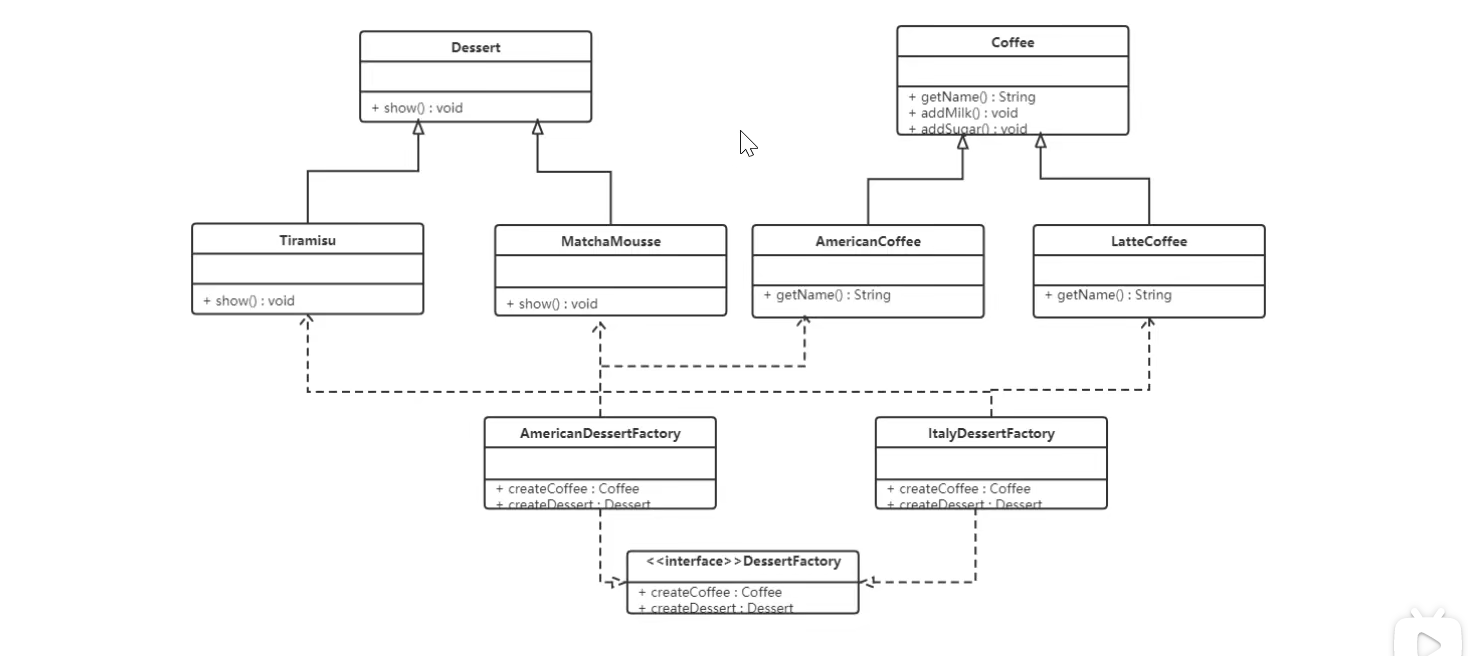 Dessert
+ show() : void
Coffee
+ getName() : String
+ addMilk() : void
+ addSugar() : void
Tiramisu
+ show() : void
MatchaMousse
+ show() : void
AmericanCoffee
+ getName() : String
LatteCoffee
+ getName() : String
AmericanDessertFactory
+ createCoffee : Coffee
+ createDessert : Dessert
ItalyDessertFactory
+ createCoffee : Coffee
+ createDessert : Dessert
<<interface>>DessertFactory
+ createCoffee : Coffee
+ createDessert : Dessert